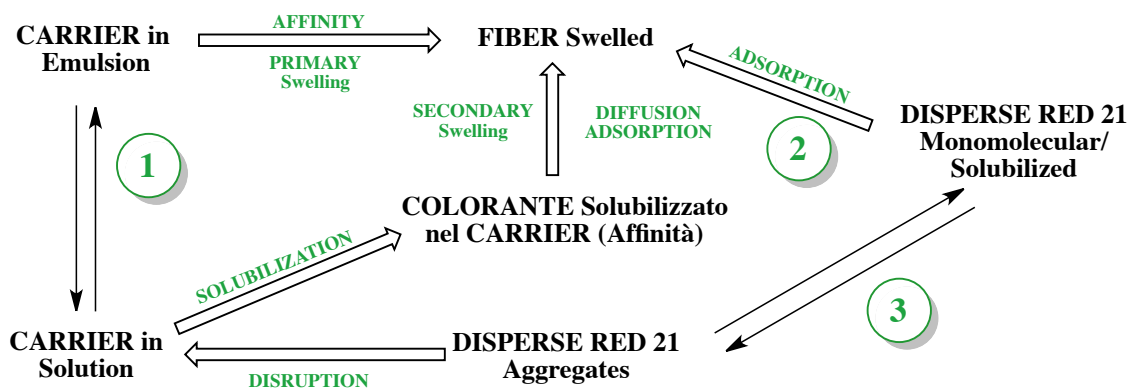 CARRIER in
Emulsion
AFFINITY
PRIMARY
Swelling
FIBER Swelled
ADSORPTION
SECONDARY
Swelling
DIFFUSION
ADSORPTION
DISPERSE RED 21
Monomolecular/
Solubilized
1
2
COLORANTE Solubilizzato
nel CARRIER (Affinità)
SOLUBILIZATION
3
CARRIER in
Solution
DISRUPTION
DISPERSE RED 21
Aggregates